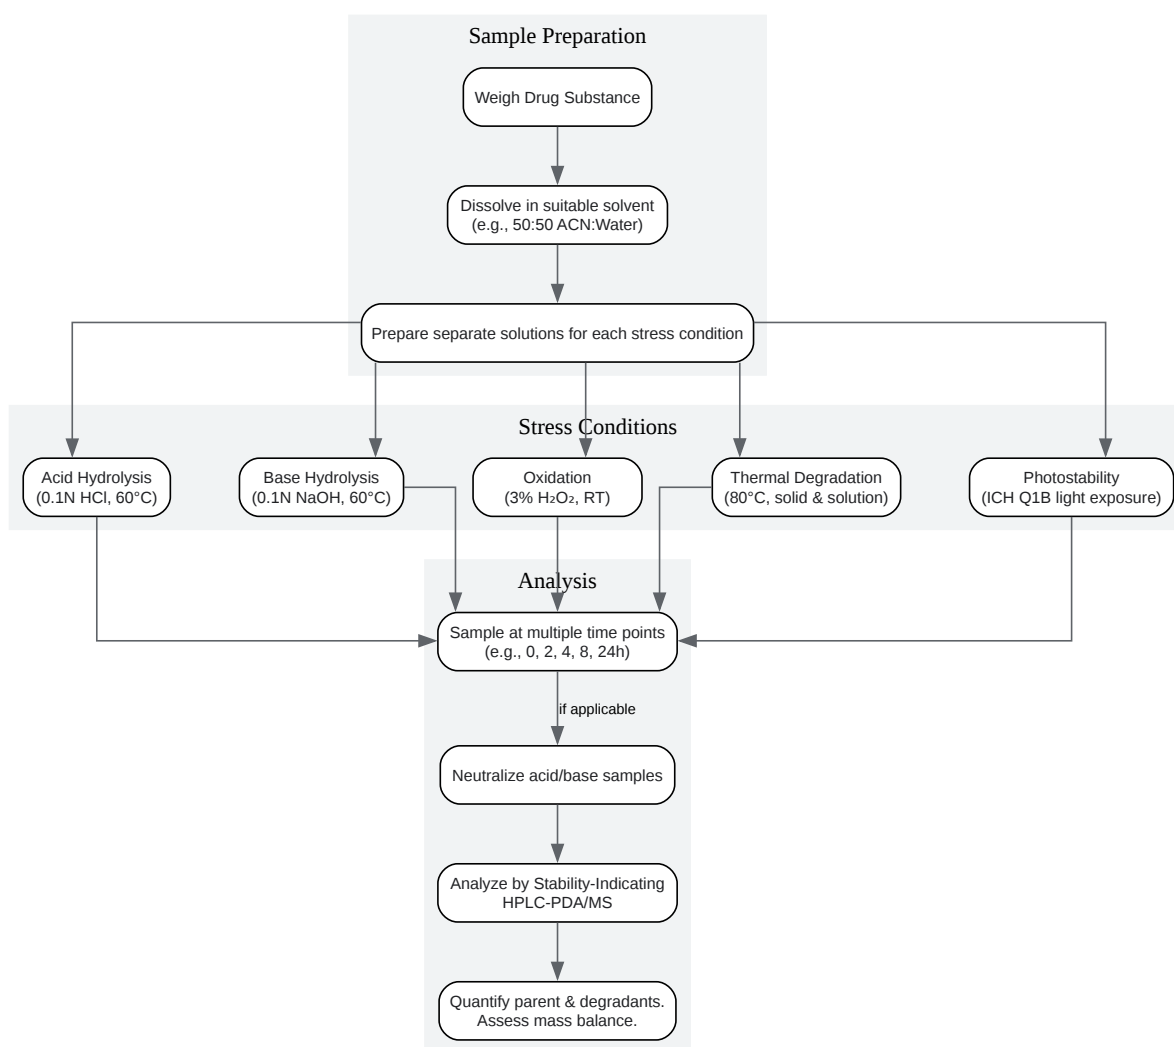 Sample Preparation
Weigh Drug Substance
Dissolve in suitable solvent
(e.g., 50:50 ACN:Water)
Prepare separate solutions for each stress condition
Stress Conditions
Acid Hydrolysis
(0.1N HCl, 60°C)
Base Hydrolysis
(0.1N NaOH, 60°C)
Oxidation
(3% H₂O₂, RT)
Thermal Degradation
(80°C, solid & solution)
Photostability
(ICH Q1B light exposure)
Analysis
Sample at multiple time points
(e.g., 0, 2, 4, 8, 24h)
if applicable
Neutralize acid/base samples
Analyze by Stability-Indicating
HPLC-PDA/MS
Quantify parent & degradants.
Assess mass balance.